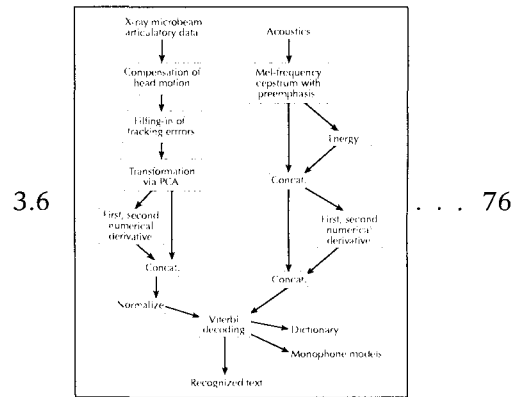 X-ray microbeam
articulatory data
Acoustics
Compensation of
heart motion
Mel-frequency
cepstrum with
preemphasis
Filling-in of
tracking errrors
Energy
Transformation
via PCA
Concat.
3.6
. . . 76
First, second
numerical
derivative
First, second
numerical
derivative
Concat.
Concat.
Normalize
Viterbi
decoding
Dictionary
Monophone models
Recognized text